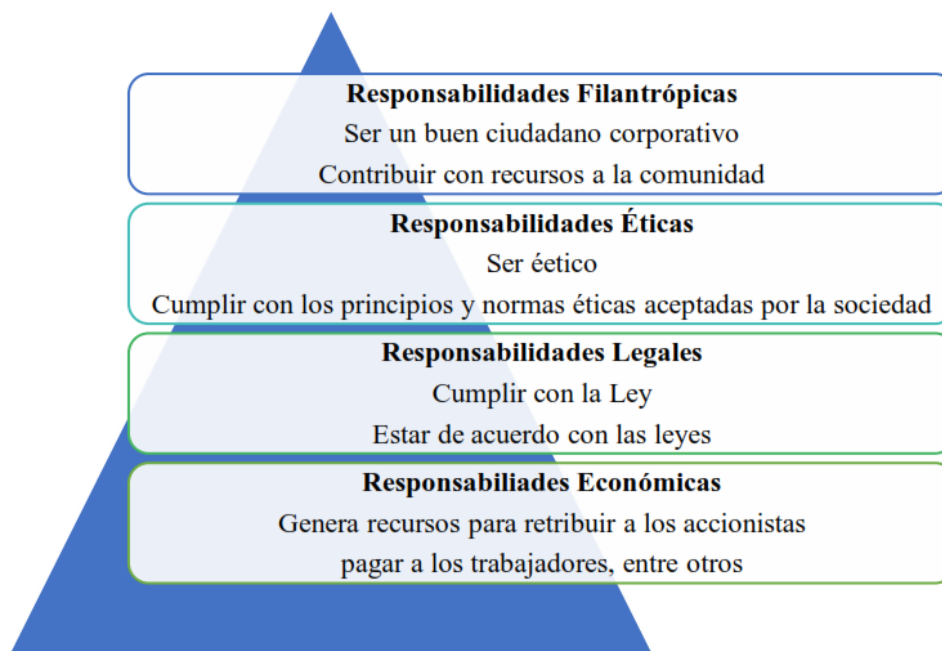 Responsabilidades Filantrópicas
Ser un buen ciudadano corporativo
Contribuir con recursos a la comunidad
Responsabilidades Éticas
Ser éetico
Cumplir con los principios y normas éticas aceptadas por la sociedad
Responsabilidades Legales
Cumplir con la Ley
Estar de acuerdo con las leyes
Responsabiliades Económicas
Genera recursos para retribuir a los accionistas
pagar a los trabajadores, entre otros